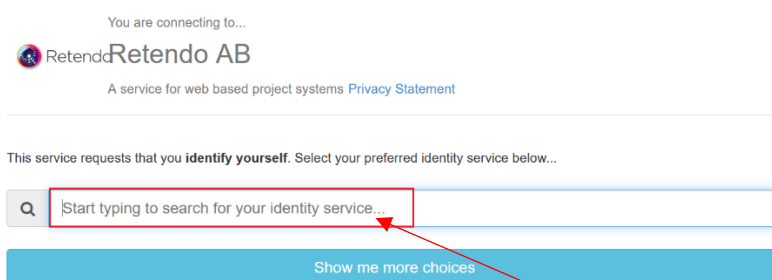 You are connecting to...
Retendo
Retendo AB
A service for web based project systems Privacy Statement
This service requests that you identify yourself. Select your preferred identity service below...
Start typing to search for your identity service...
Show me more choices